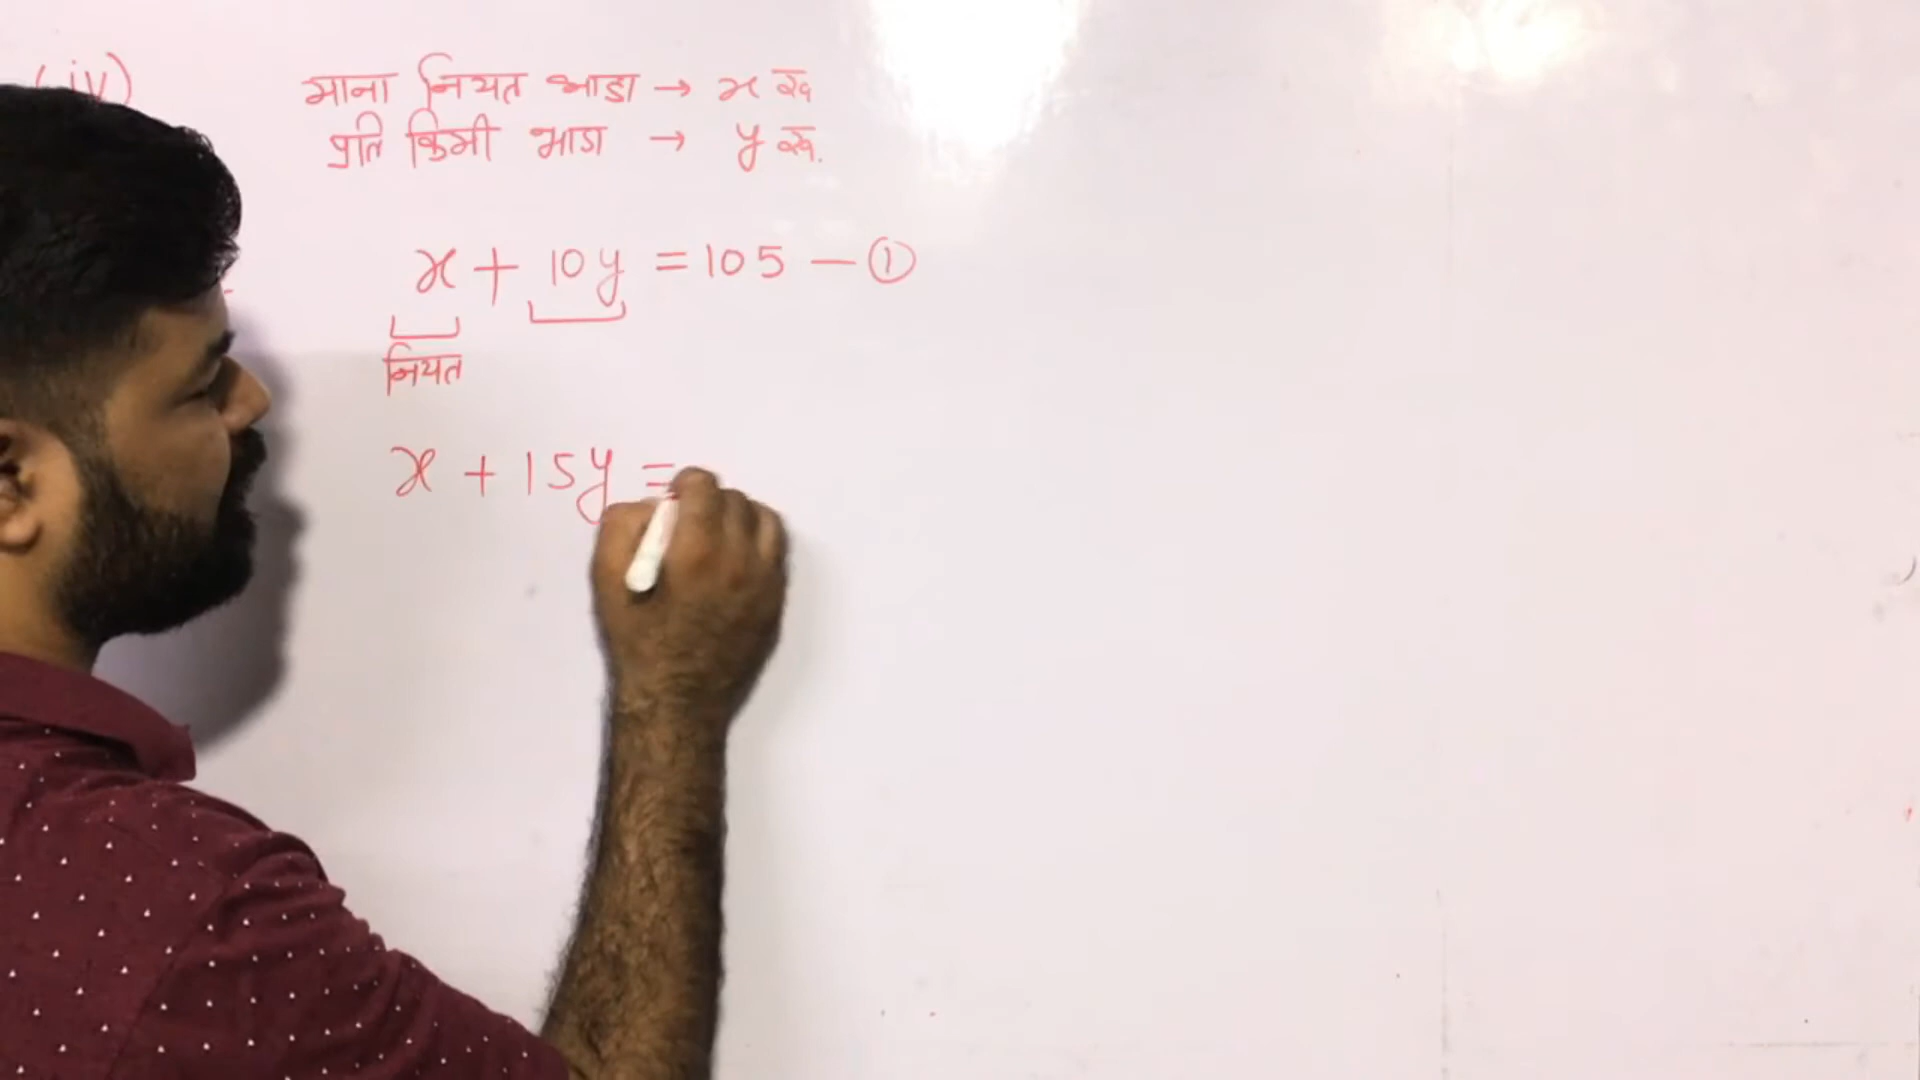 (iv)
माना नियत भाडा → x रु
प्रति किमी भाडा → y रु.
x + 10y = 105 — ①
नियत
x + 15y =